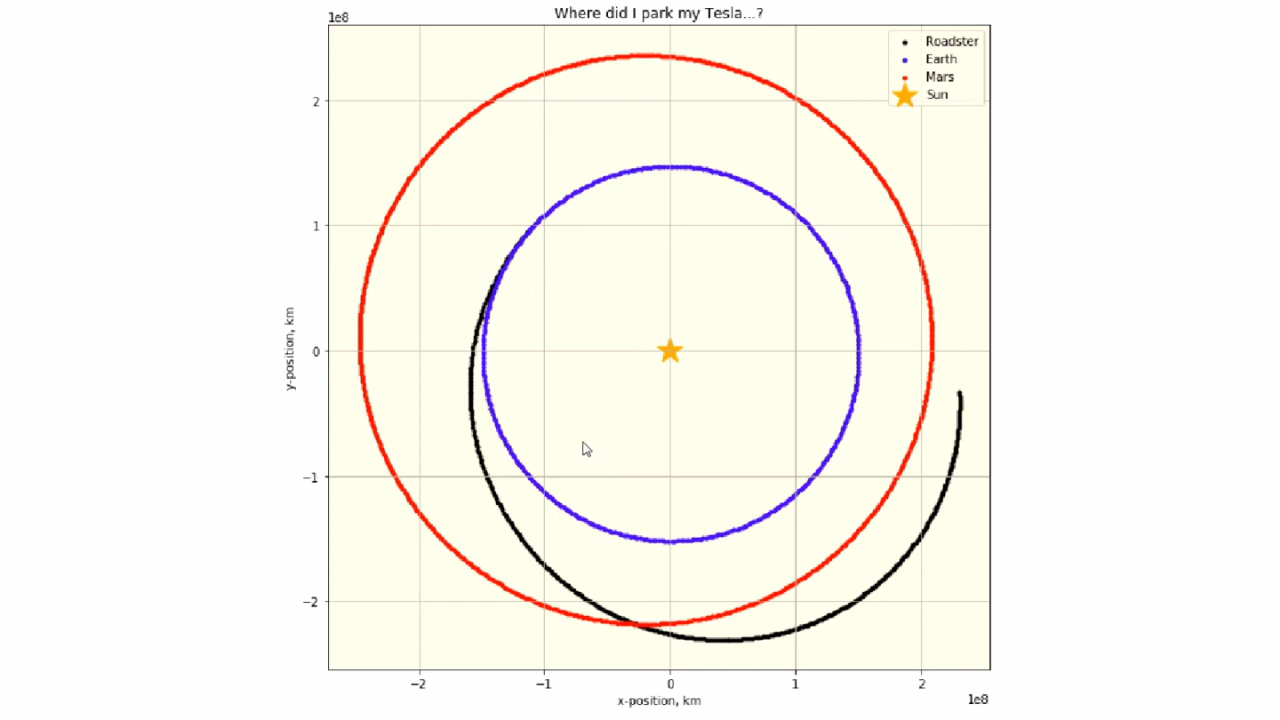 Where did I park my Tesla...?
1e8
Roadster
Earth
Mars
Sun
2
1
0
−1
−2
y-position, km
−2
−1
0
1
2
1e8
x-position, km